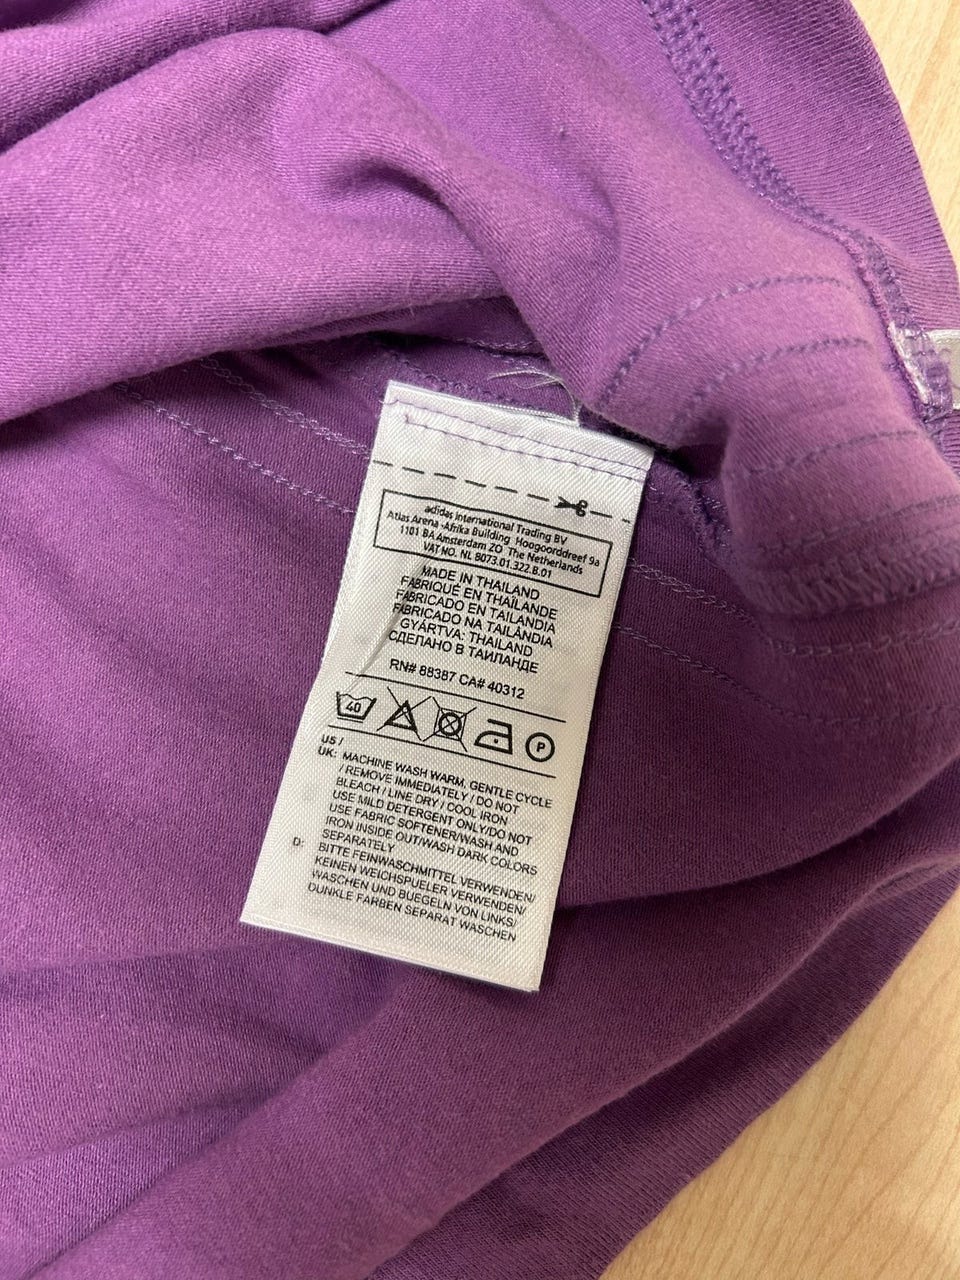 adidas International Trading BV
Atlas Arena -Afrika Building Hoogoorddreef 9a
1101 BA Amsterdam ZO The Netherlands
VAT NO. NL 8073.01.322.B.01
MADE IN THAILAND
FABRIQUÉ EN THAÏLANDE
FABRICADO EN TAILANDIA
FABRICADO NA TAILÂNDIA
GYÁRTVA: THAILAND
СДЕЛАНО В ТАИЛАНДЕ
RN# 88387 CA# 40312
40 P
US /
UK: MACHINE WASH WARM, GENTLE CYCLE
/ REMOVE IMMEDIATELY / DO NOT
BLEACH / LINE DRY / COOL IRON
USE MILD DETERGENT ONLY/DO NOT
USE FABRIC SOFTENER/WASH AND
IRON INSIDE OUT/WASH DARK COLORS
SEPARATELY
D: BITTE FEINWASCHMITTEL VERWENDEN/
KEINEN WEICHSPUELER VERWENDEN/
WASCHEN UND BUEGELN VON LINKS/
DUNKLE FARBEN SEPARAT WASCHEN